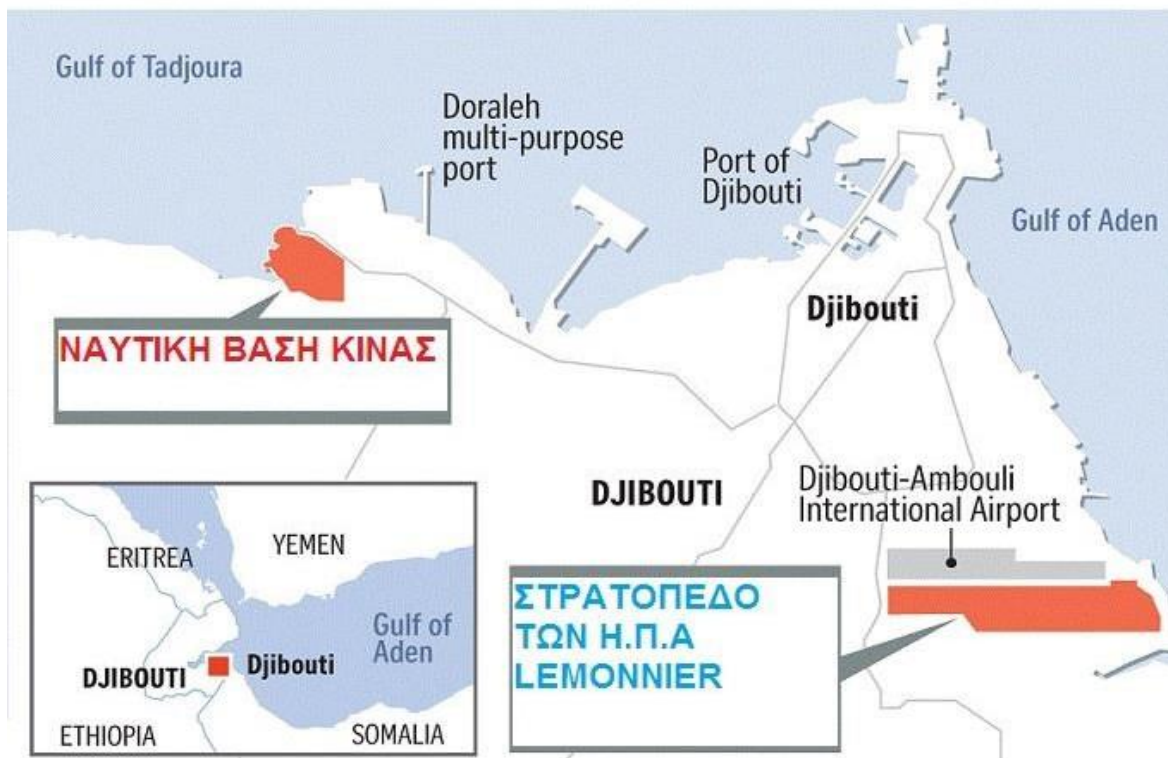 Gulf of Tadjoura
Doraleh
multi-purpose
port
Port of
Djibouti
Gulf of Aden
Djibouti
ΝΑΥΤΙΚΗ ΒΑΣΗ ΚΙΝΑΣ
DJIBOUTI
Djibouti-Ambouli
International Airport
ΣΤΡΑΤΟΠΕΔΟ
ΤΩΝ Η.Π.Α
LEMONNIER
ERITREA
YEMEN
Gulf of
Aden
DJIBOUTI
Djibouti
ETHIOPIA
SOMALIA